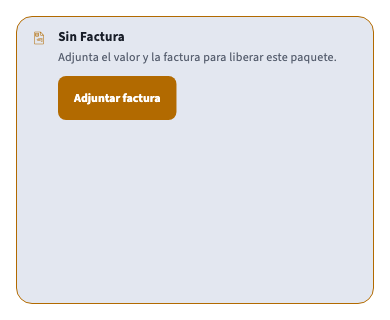 Sin Factura
Adjunta el valor y la factura para liberar este paquete.
Adjuntar factura